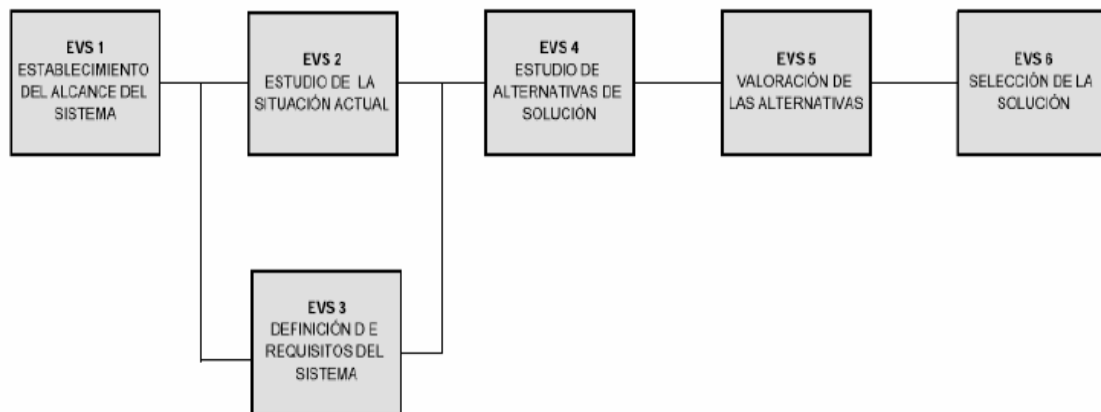 EVS 1
ESTABLECIMIENTO
DEL ALCANCE DEL
SISTEMA
EVS 2
ESTUDIO DE LA
SITUACIÓN ACTUAL
EVS 4
ESTUDIO DE
ALTERNATIVAS DE
SOLUCIÓN
EVS 5
VALORACIÓN DE
LAS ALTERNATIVAS
EVS 6
SELECCIÓN DE LA
SOLUCIÓN
EVS 3
DEFINICIÓN D E
REQUISITOS DEL
SISTEMA